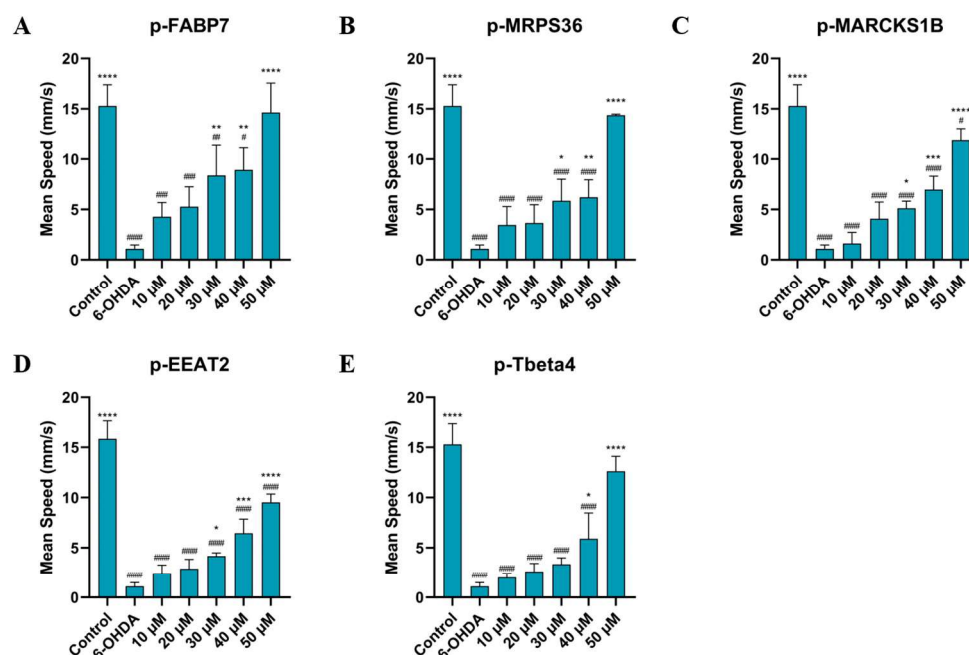 A
p-FABP7
Mean Speed (mm/s)
20
15
10
5
0
****
####
###
###
**
##
**
#
****
Control
6-OHDA
10 µM
20 µM
30 µM
40 µM
50 µM
B
p-MRPS36
Mean Speed (mm/s)
20
15
10
5
0
****
####
####
####
*
####
**
####
****
Control
6-OHDA
10 µM
20 µM
30 µM
40 µM
50 µM
C
p-MARCKS1B
Mean Speed (mm/s)
20
15
10
5
0
****
####
####
####
*
####
***
####
****
#
Control
6-OHDA
10 µM
20 µM
30 µM
40 µM
50 µM
D
p-EEAT2
Mean Speed (mm/s)
20
15
10
5
0
****
####
####
####
*
####
***
####
****
####
Control
6-OHDA
10 µM
20 µM
30 µM
40 µM
50 µM
E
p-Tbeta4
Mean Speed (mm/s)
20
15
10
5
0
****
####
####
####
####
*
####
****
Control
6-OHDA
10 µM
20 µM
30 µM
40 µM
50 µM